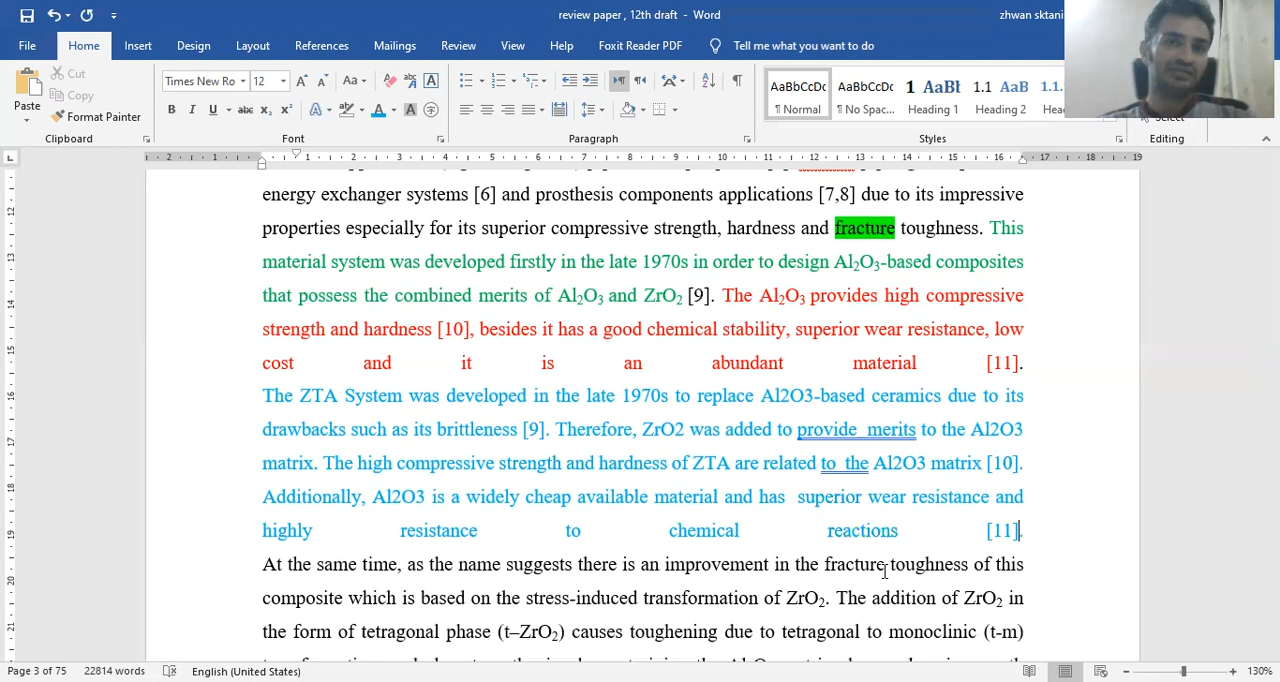 review paper , 12th draft - Word
zhwan sktani
File Home Insert Design Layout References Mailings Review View Help Foxit Reader PDF Tell me what you want to do
Paste Cut Copy Format Painter
Times New Ro 12
AaBbCcDc AaBbCcDc 1 AaBbC 1.1 AaB 1.1.
¶ Normal ¶ No Spac... Heading 1 Heading 2 Heading 3
Clipboard Font Paragraph Styles Select Editing
energy exchanger systems [6] and prosthesis components applications [7,8] due to its impressive
properties especially for its superior compressive strength, hardness and fracture toughness. This
material system was developed firstly in the late 1970s in order to design Al₂O₃-based composites
that possess the combined merits of Al₂O₃ and ZrO₂ [9]. The Al₂O₃ provides high compressive
strength and hardness [10], besides it has a good chemical stability, superior wear resistance, low
cost and it is an abundant material [11].
The ZTA System was developed in the late 1970s to replace Al2O3-based ceramics due to its
drawbacks such as its brittleness [9]. Therefore, ZrO2 was added to provide merits to the Al2O3
matrix. The high compressive strength and hardness of ZTA are related to the Al2O3 matrix [10].
Additionally, Al2O3 is a widely cheap available material and has superior wear resistance and
highly resistance to chemical reactions [11].
At the same time, as the name suggests there is an improvement in the fracture toughness of this
composite which is based on the stress-induced transformation of ZrO₂. The addition of ZrO₂ in
the form of tetragonal phase (t–ZrO₂) causes toughening due to tetragonal to monoclinic (t-m)
Page 3 of 75 22814 words English (United States) 130%